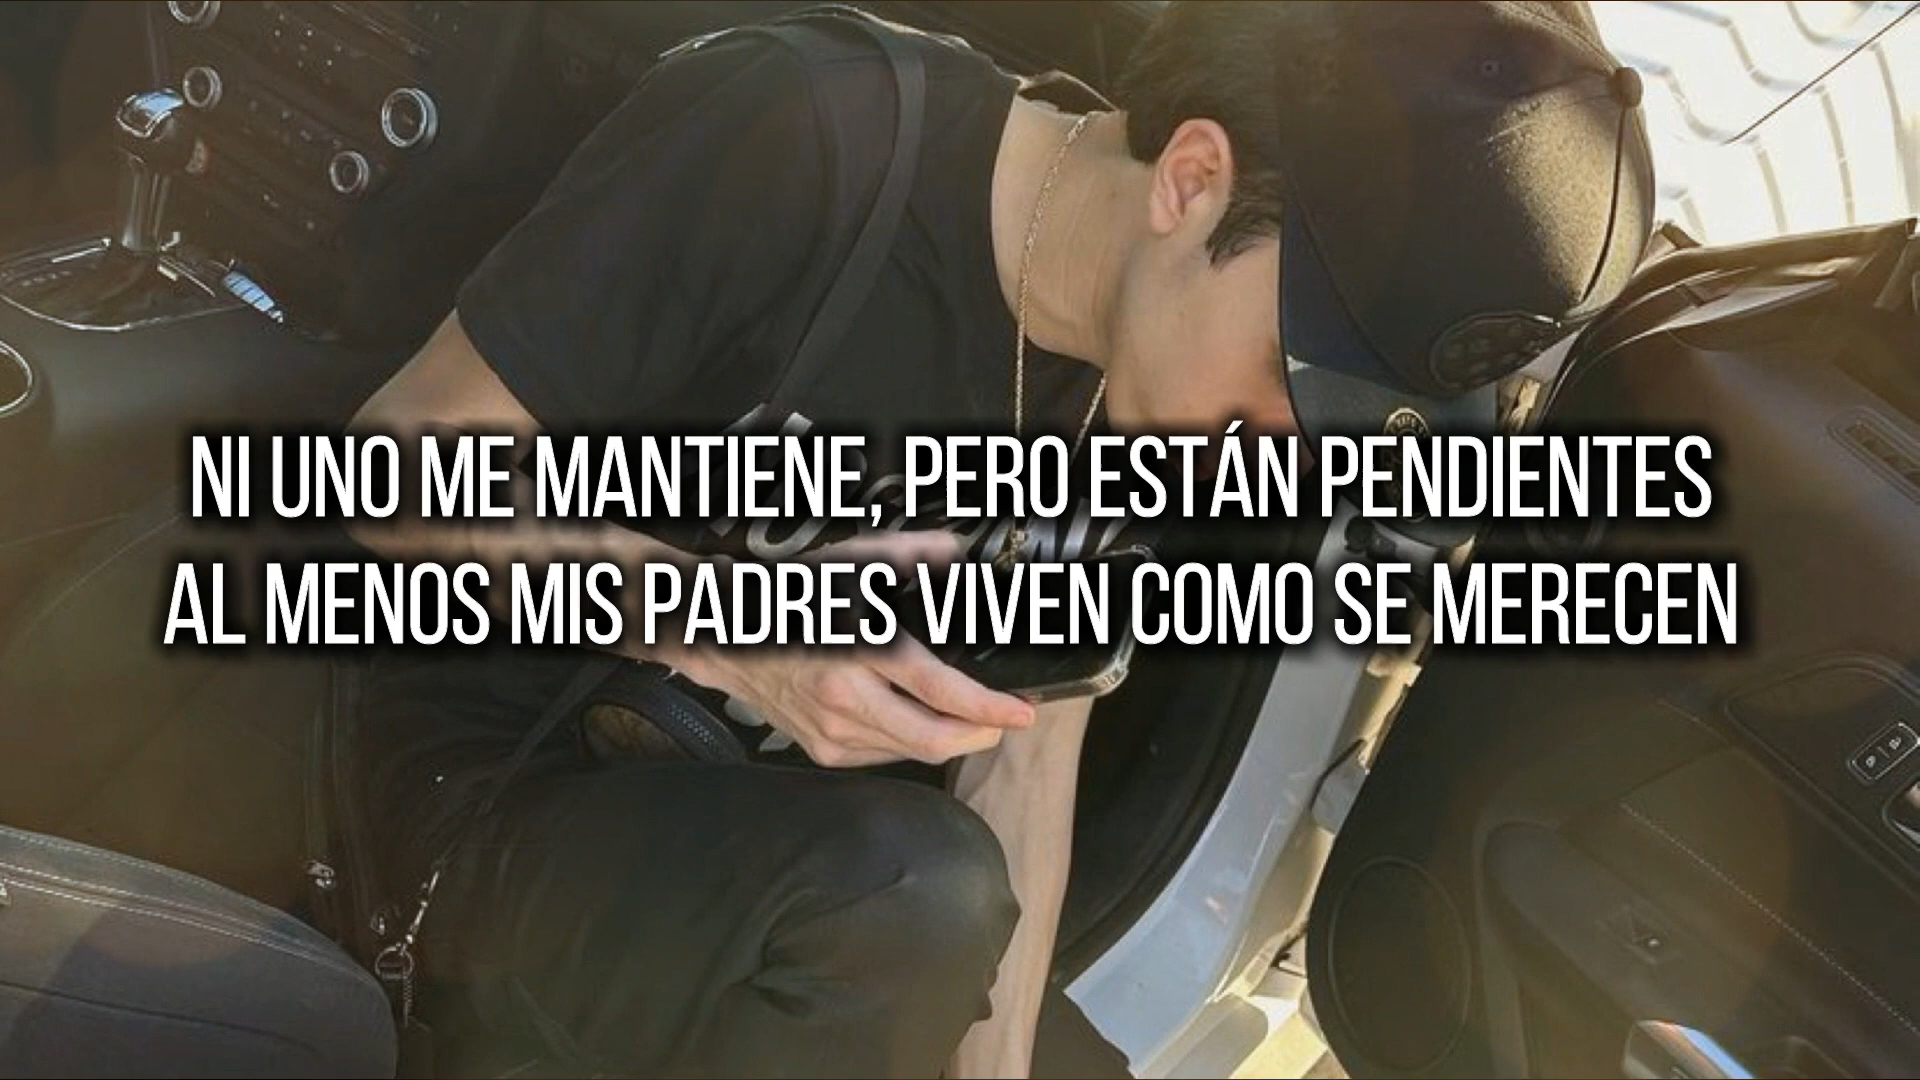 NI UNO ME MANTIENE, PERO ESTÁN PENDIENTES
AL MENOS MIS PADRES VIVEN COMO SE MERECEN